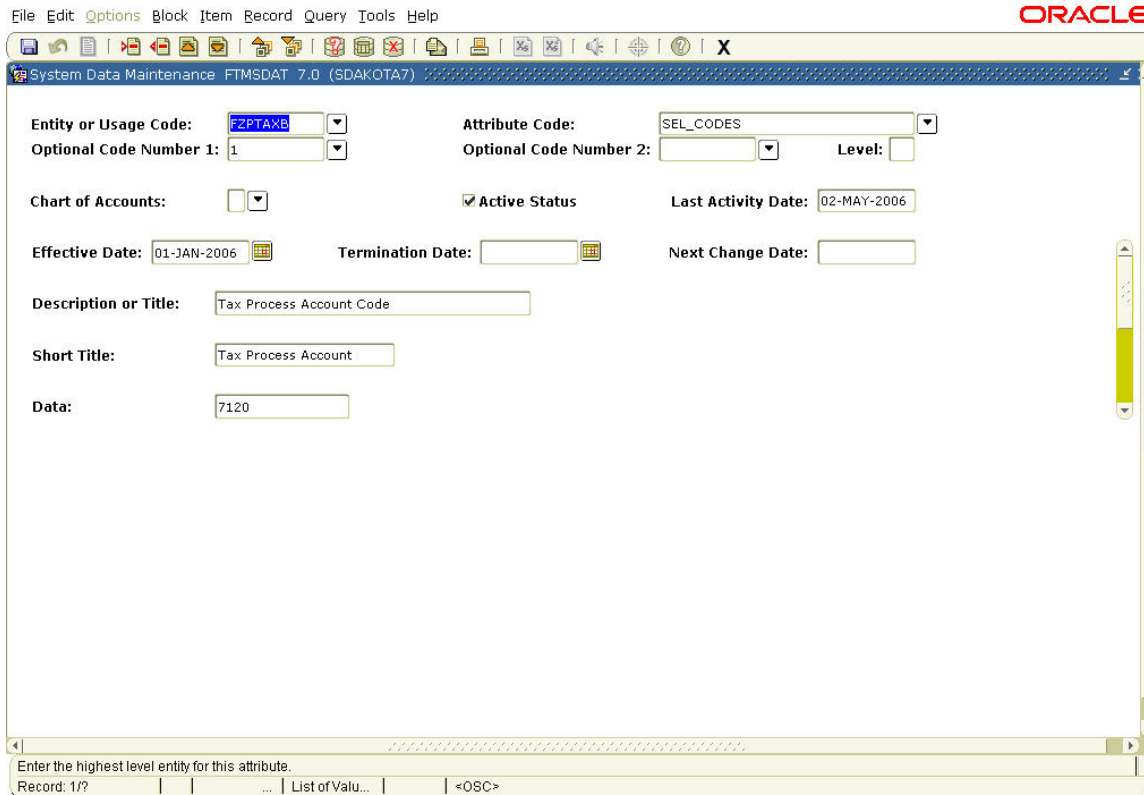 File Edit Options Block Item Record Query Tools Help
ORACLE
System Data Maintenance FTMSDAT 7.0 (SDAKOTA7)
Entity or Usage Code: FZPTAXB Attribute Code: SEL_CODES
Optional Code Number 1: 1 Optional Code Number 2: Level:
Chart of Accounts: Active Status Last Activity Date: 02-MAY-2006
Effective Date: 01-JAN-2006 Termination Date: Next Change Date:
Description or Title: Tax Process Account Code
Short Title: Tax Process Account
Data: 7120
Enter the highest level entity for this attribute.
Record: 1/? ... List of Valu... <OSC>